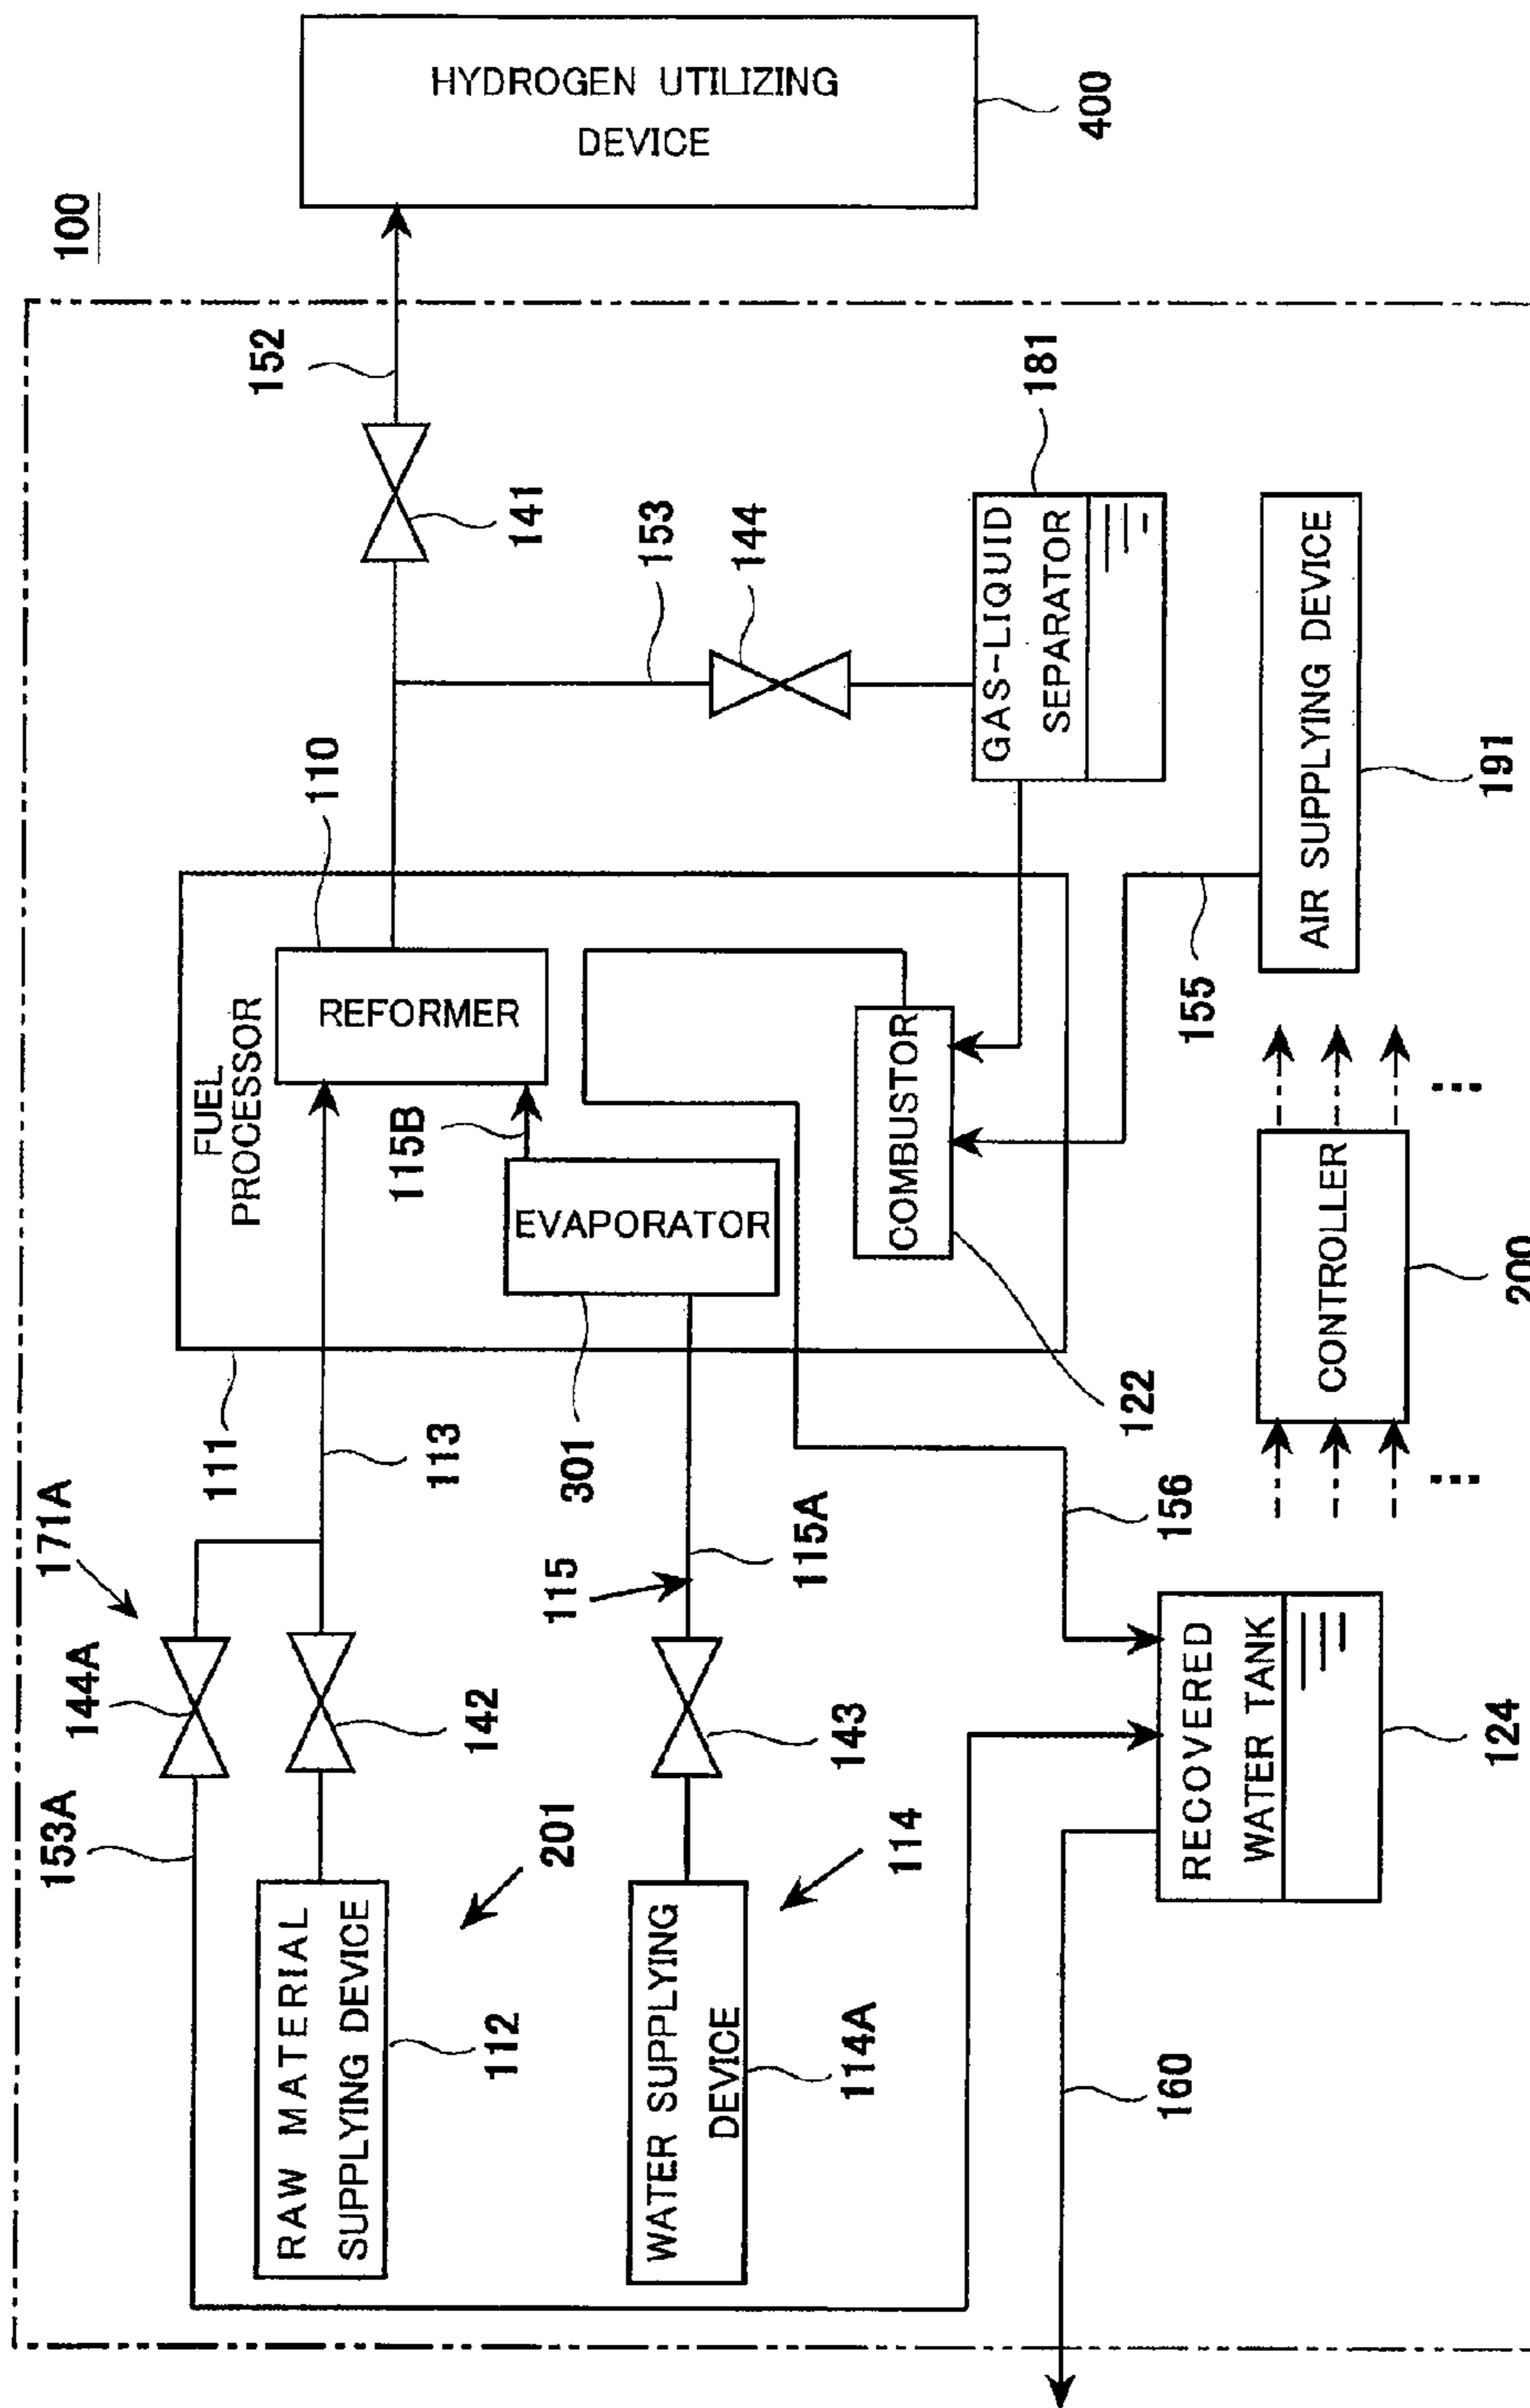 100
HYDROGEN UTILIZING
DEVICE
400
152
141
153
144
GAS-LIQUID
SEPARATOR
181
AIR SUPPLYING DEVICE
191
155
110
FUEL
PROCESSOR
REFORMER
115B
EVAPORATOR
COMBUSTOR
122
111
301
113
171A
144A
142
153A
115
115A
143
156
CONTROLLER
200
RAW MATERIAL
SUPPLYING DEVICE
112
201
WATER SUPPLYING
DEVICE
114A
114
RECOVERED
WATER TANK
124
160